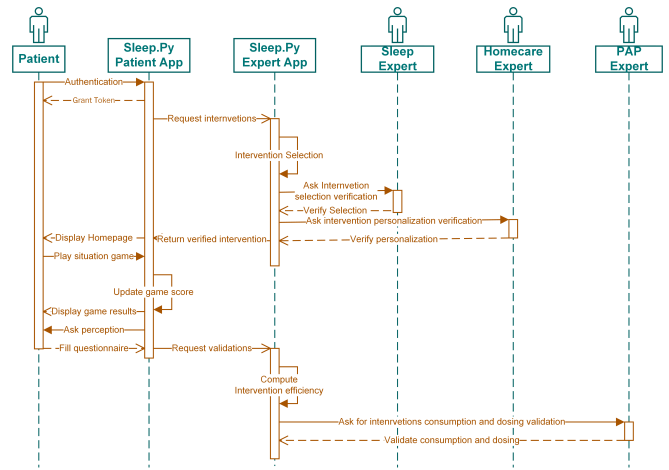 Patient
Sleep.Py
Patient App
Sleep.Py
Expert App
Sleep
Expert
Homecare
Expert
PAP
Expert
Authentication
Grant Token
Request internvetions
Intervention Selection
Ask Internvetion
selection verification
Verify Selection
Ask intervention personalization verification
Display Homepage
Return verified intervention
Verify personalization
Play situation game
Update game score
Display game results
Ask perception
Fill questionnaire
Request validations
Compute
Intervention efficiency
Ask for intenrvetions consumption and dosing validation
Validate consumption and dosing